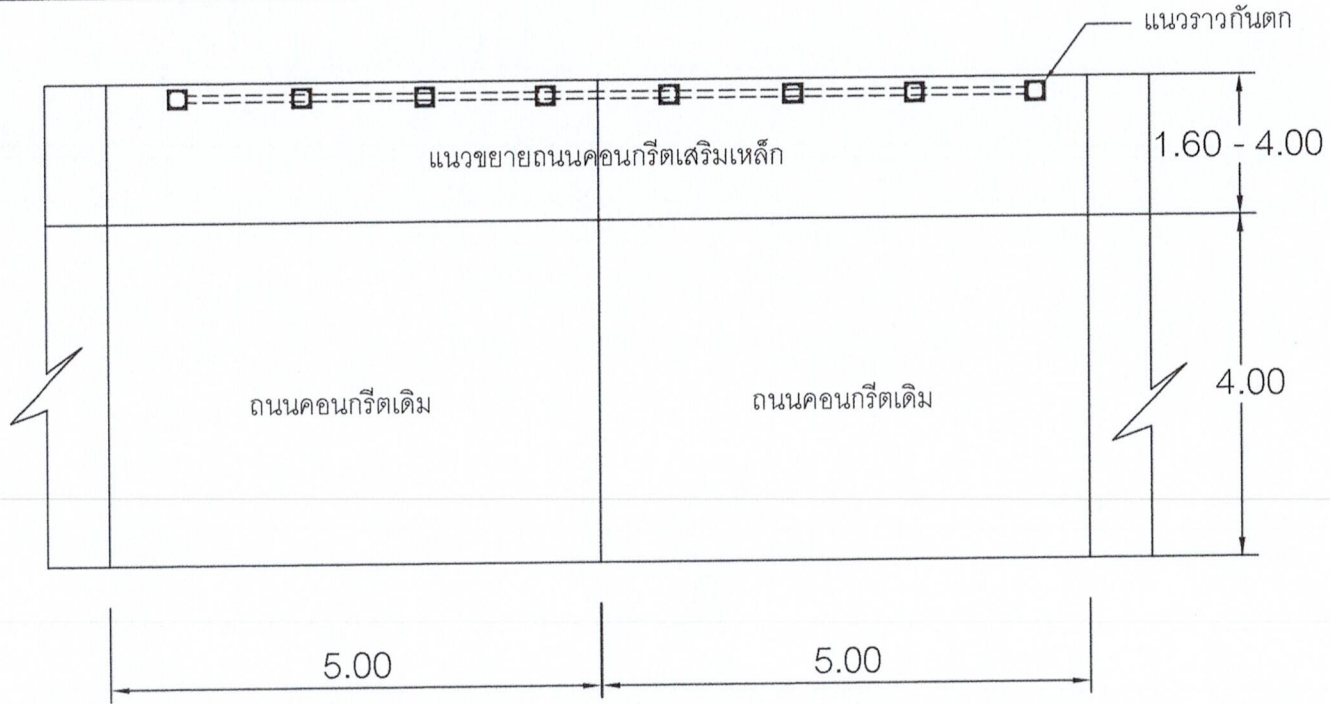 แนวราวกันตก
แนวขยายถนนคอนกรีตเสริมเหล็ก
1.60 - 4.00
ถนนคอนกรีตเดิม
ถนนคอนกรีตเดิม
4.00
5.00
5.00